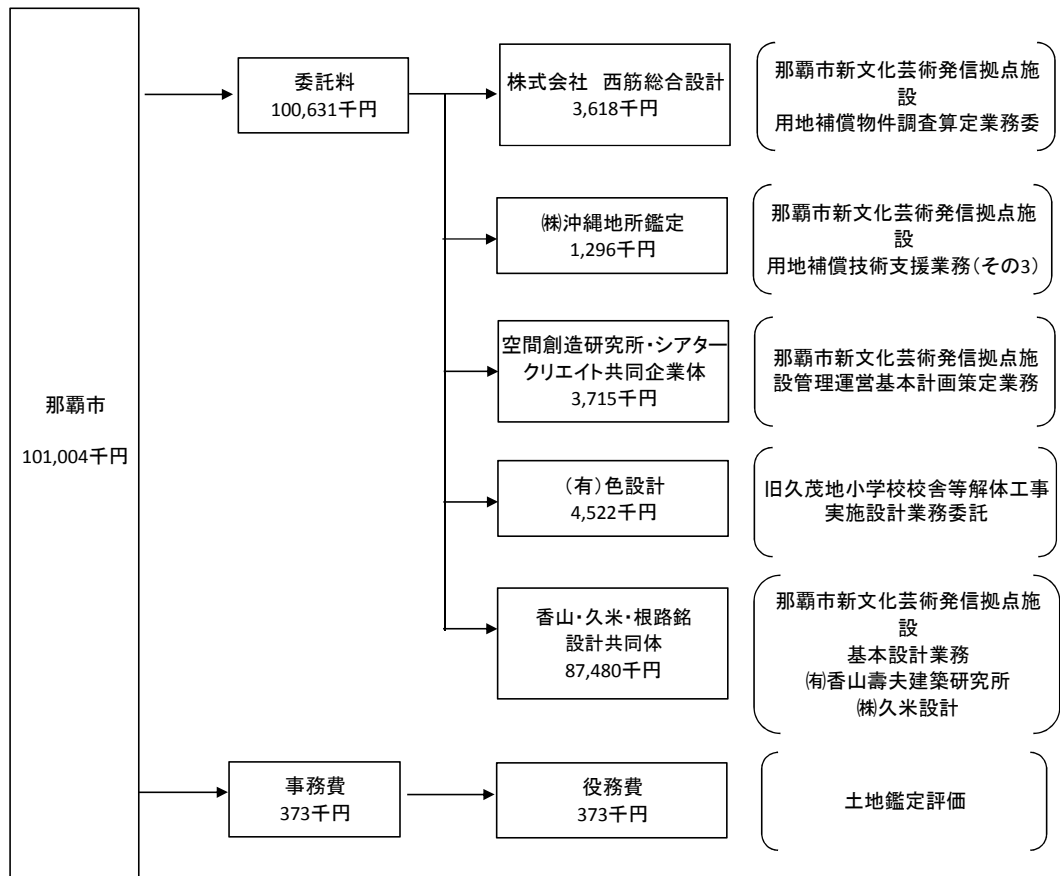 那覇市
101,004千円
委託料
100,631千円
株式会社　西筋総合設計
3,618千円
那覇市新文化芸術発信拠点施
設
用地補償物件調査算定業務委
㈱沖縄地所鑑定
1,296千円
那覇市新文化芸術発信拠点施
設
用地補償技術支援業務（その3）
空間創造研究所・シアター
クリエイト共同企業体
3,715千円
那覇市新文化芸術発信拠点施
設管理運営基本計画策定業務
（有）色設計
4,522千円
旧久茂地小学校校舎等解体工事
実施設計業務委託
香山・久米・根路銘
設計共同体
87,480千円
那覇市新文化芸術発信拠点施
設
基本設計業務
㈲香山壽夫建築研究所
㈱久米設計
事務費
373千円
役務費
373千円
土地鑑定評価